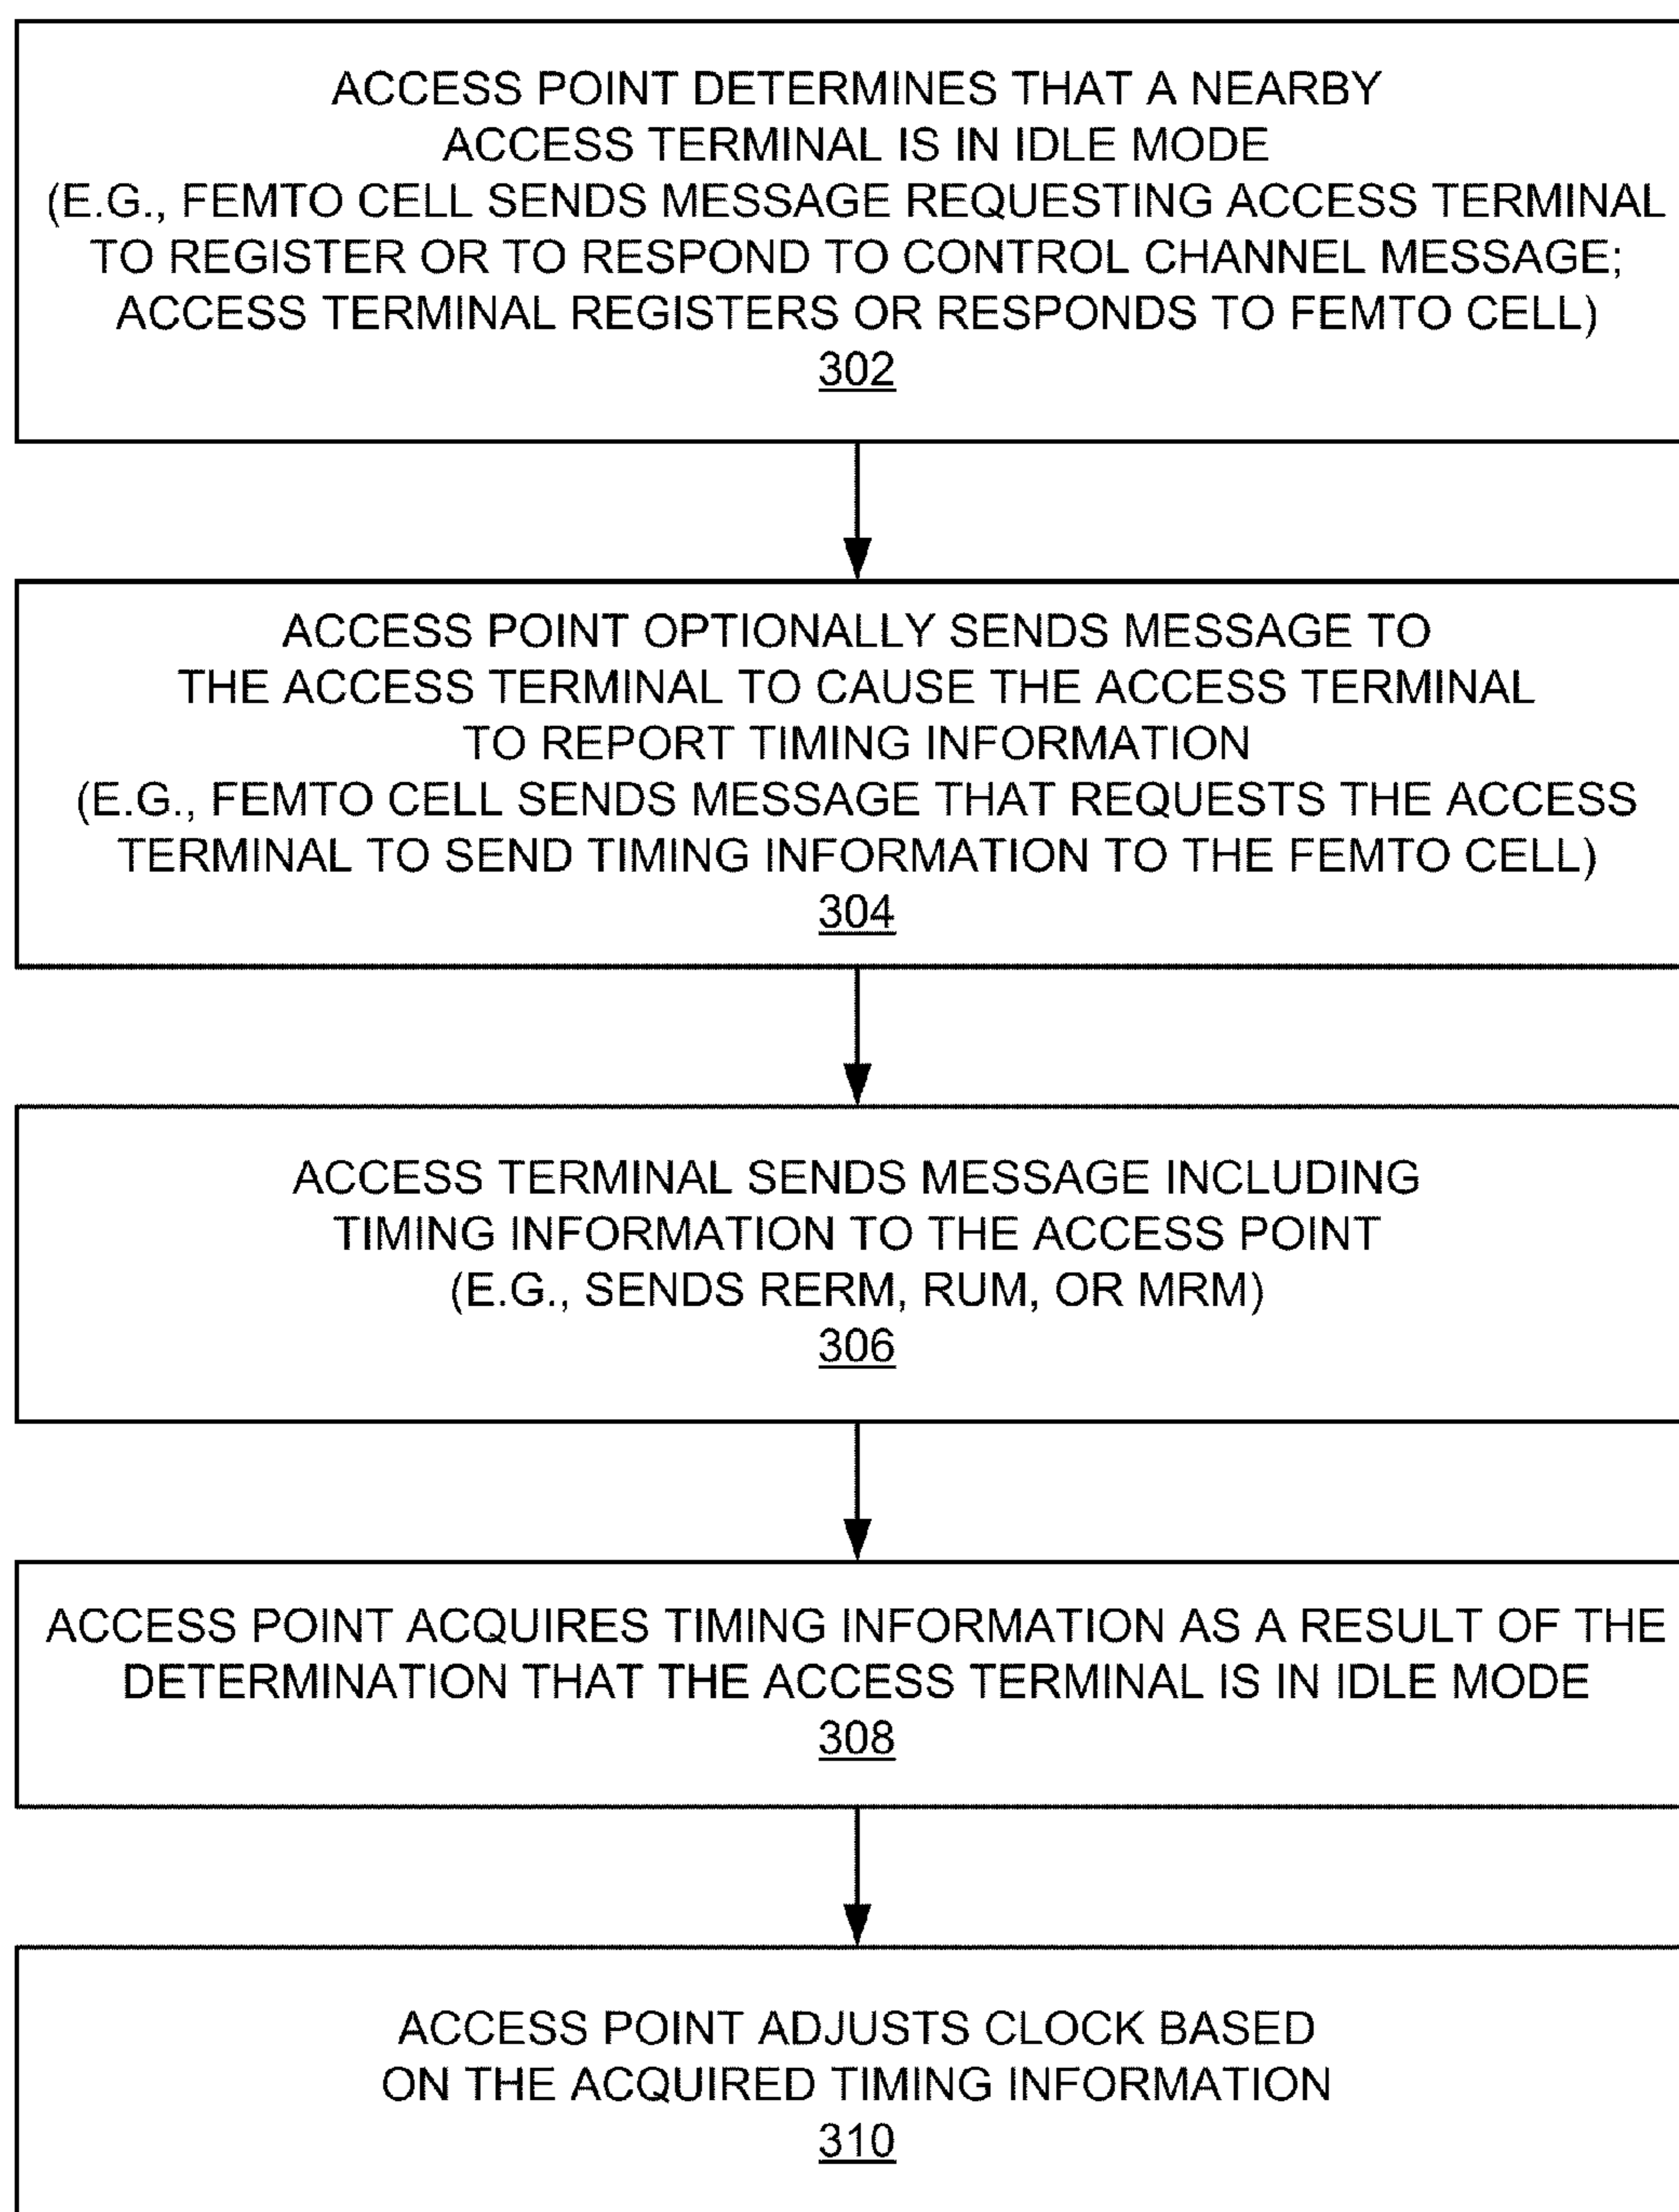 ACCESS POINT DETERMINES THAT A NEARBY
ACCESS TERMINAL IS IN IDLE MODE
(E.G., FEMTO CELL SENDS MESSAGE REQUESTING ACCESS TERMINAL
TO REGISTER OR TO RESPOND TO CONTROL CHANNEL MESSAGE;
ACCESS TERMINAL REGISTERS OR RESPONDS TO FEMTO CELL)
302
ACCESS POINT OPTIONALLY SENDS MESSAGE TO
THE ACCESS TERMINAL TO CAUSE THE ACCESS TERMINAL
TO REPORT TIMING INFORMATION
(E.G., FEMTO CELL SENDS MESSAGE THAT REQUESTS THE ACCESS
TERMINAL TO SEND TIMING INFORMATION TO THE FEMTO CELL)
304
ACCESS TERMINAL SENDS MESSAGE INCLUDING
TIMING INFORMATION TO THE ACCESS POINT
(E.G., SENDS RERM, RUM, OR MRM)
306
ACCESS POINT ACQUIRES TIMING INFORMATION AS A RESULT OF THE
DETERMINATION THAT THE ACCESS TERMINAL IS IN IDLE MODE
308
ACCESS POINT ADJUSTS CLOCK BASED
ON THE ACQUIRED TIMING INFORMATION
310